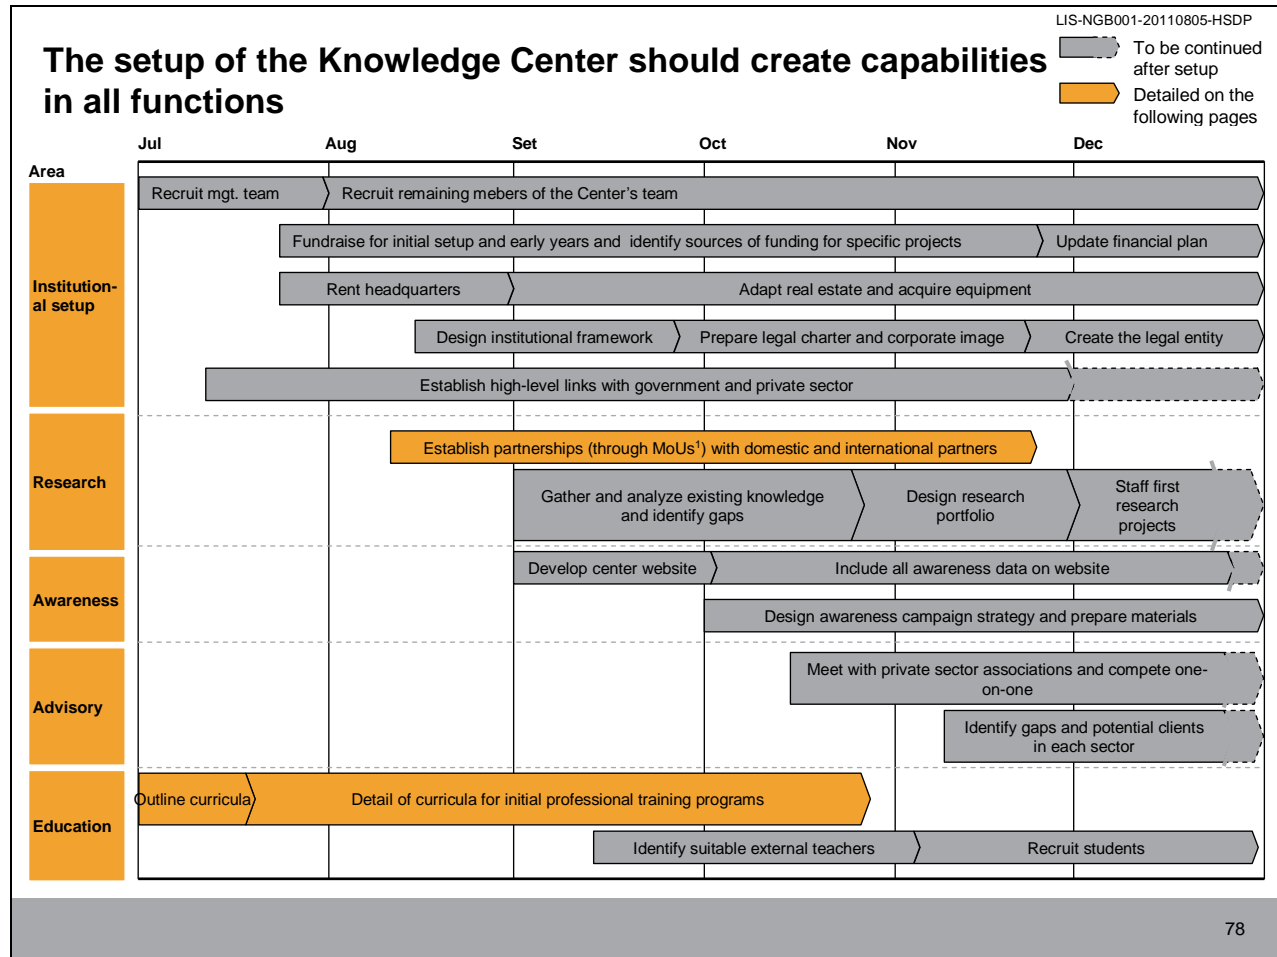 LIS-NGB001-20110805-HSDP
The setup of the Knowledge Center should create capabilities
in all functions
To be continued
after setup
Detailed on the
following pages
Jul Aug Set Oct Nov Dec
Area
Institution-
al setup
Recruit mgt. team
Recruit remaining mebers of the Center's team
Fundraise for initial setup and early years and identify sources of funding for specific projects
Update financial plan
Rent headquarters
Adapt real estate and acquire equipment
Design institutional framework
Prepare legal charter and corporate image
Create the legal entity
Establish high-level links with government and private sector
Research
Establish partnerships (through MoUs¹) with domestic and international partners
Gather and analyze existing knowledge
and identify gaps
Design research
portfolio
Staff first
research
projects
Awareness
Develop center website
Include all awareness data on website
Design awareness campaign strategy and prepare materials
Advisory
Meet with private sector associations and compete one-
on-one
Identify gaps and potential clients
in each sector
Education
Outline curricula
Detail of curricula for initial professional training programs
Identify suitable external teachers
Recruit students
78